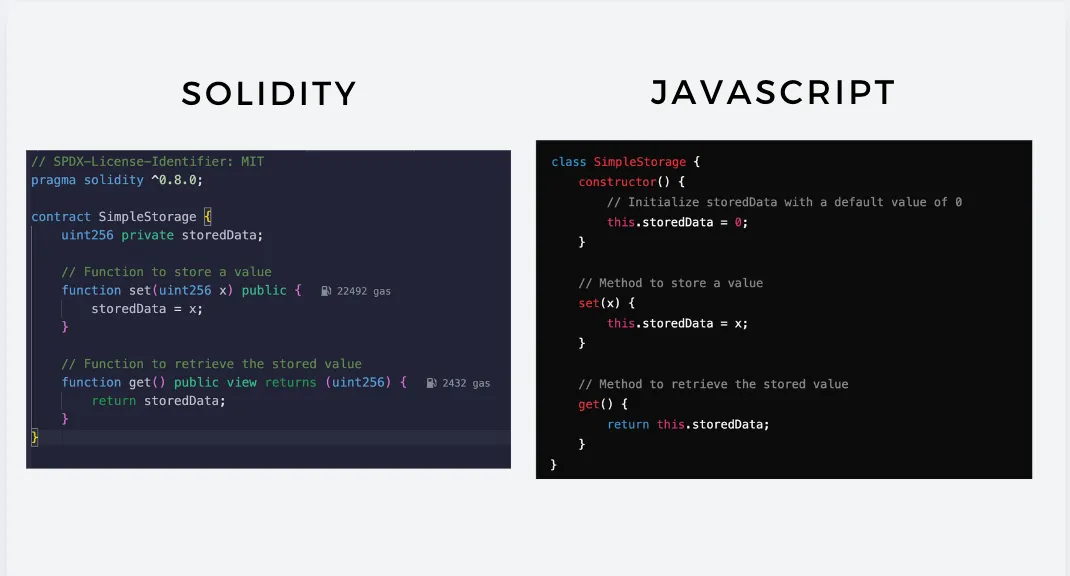 SOLIDITY
// SPDX-License-Identifier: MIT
pragma solidity ^0.8.0;
contract SimpleStorage {
uint256 private storedData;
// Function to store a value
function set(uint256 x) public { 22492 gas
storedData = x;
}
// Function to retrieve the stored value
function get() public view returns (uint256) { 2432 gas
return storedData;
}
}
JAVASCRIPT
class SimpleStorage {
constructor() {
// Initialize storedData with a default value of 0
this.storedData = 0;
}
// Method to store a value
set(x) {
this.storedData = x;
}
// Method to retrieve the stored value
get() {
return this.storedData;
}
}